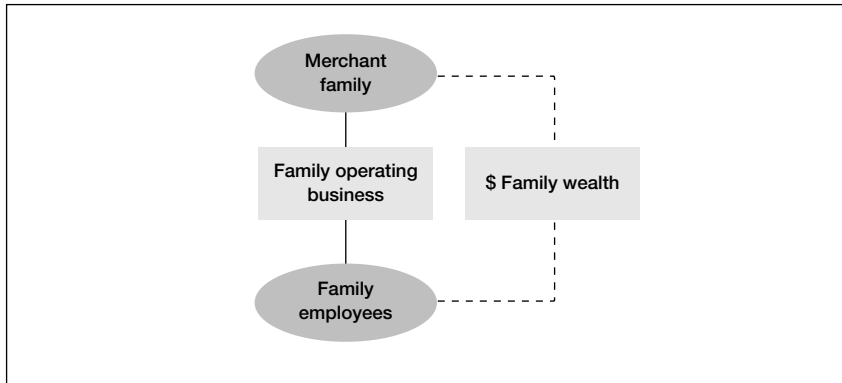 Merchant
family
Family operating
business
$ Family wealth
Family
employees